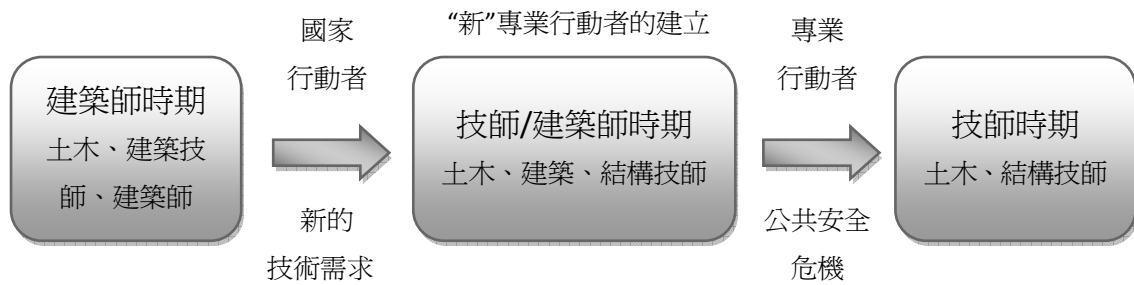 國家
行動者
“新”專業行動者的建立
專業
行動者
建築師時期
土木、建築技
師、建築師
技師/建築師時期
土木、建築、結構技師
技師時期
土木、結構技師
新的
技術需求
公共安全
危機